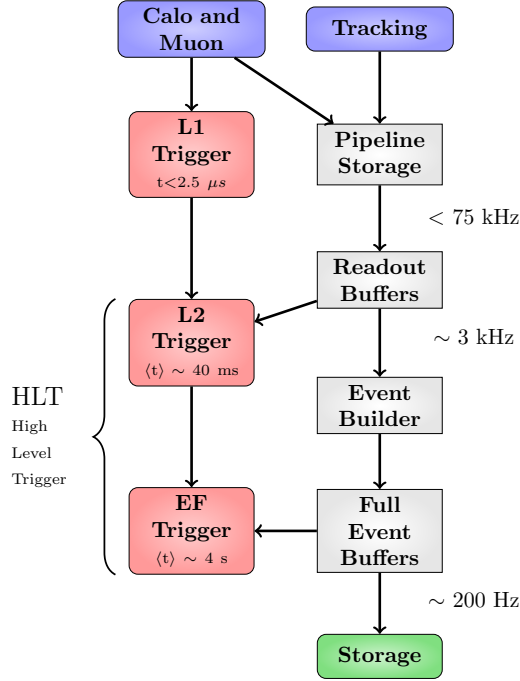 Calo and
Muon
Tracking
L1
Trigger
t<2.5 μs
Pipeline
Storage
< 75 kHz
Readout
Buffers
L2
Trigger
⟨t⟩ ∼ 40 ms
∼ 3 kHz
HLT
High
Level
Trigger
Event
Builder
EF
Trigger
⟨t⟩ ∼ 4 s
Full
Event
Buffers
∼ 200 Hz
Storage